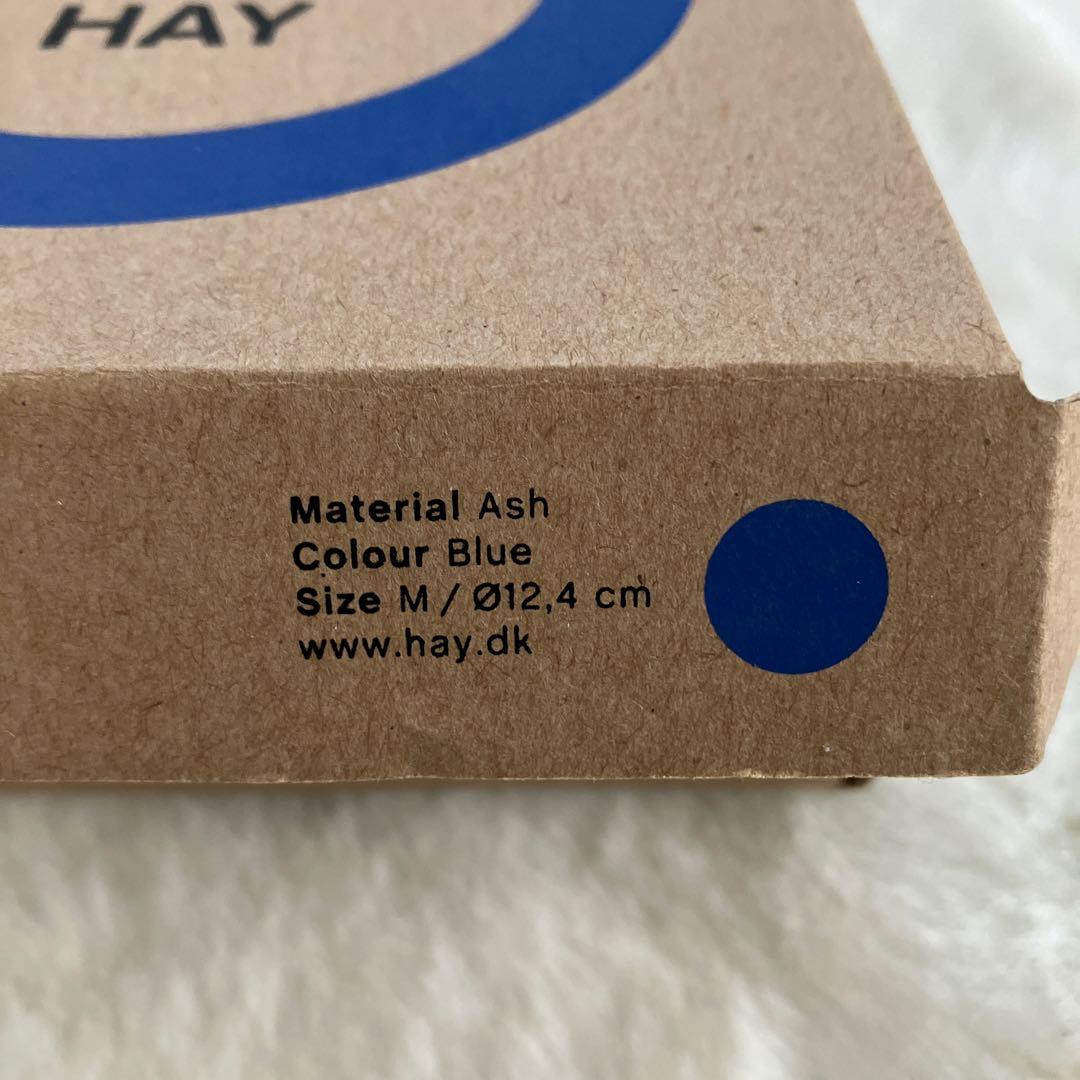 HAY
Material Ash
Colour Blue
Size M / Ø12,4 cm
www.hay.dk